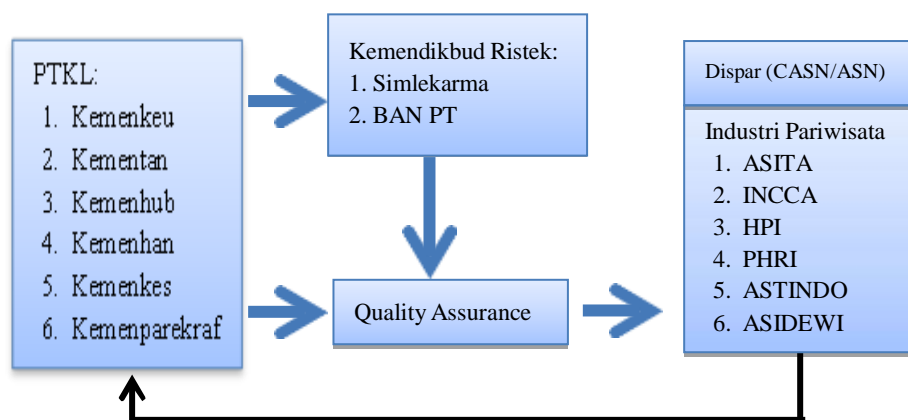 PTKL:
1. Kemenkeu
2. Kementan
3. Kemenhub
4. Kemenhan
5. Kemenkes
6. Kemenparekraf
Kemendikbud Ristek:
1. Simlekarma
2. BAN PT
Quality Assurance
Dispar (CASN/ASN)
Industri Pariwisata
1. ASITA
2. INCCA
3. HPI
4. PHRI
5. ASTINDO
6. ASIDEWI